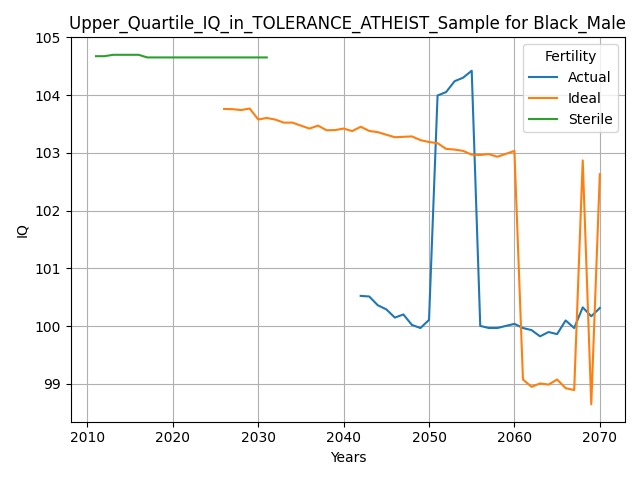 Upper_Quartile_IQ_in_TOLERANCE_ATHEIST_Sample for Black_Male
105
104
103
102
101
100
99
IQ
Fertility
Actual
Ideal
Sterile
2010 2020 2030 2040 2050 2060 2070
Years